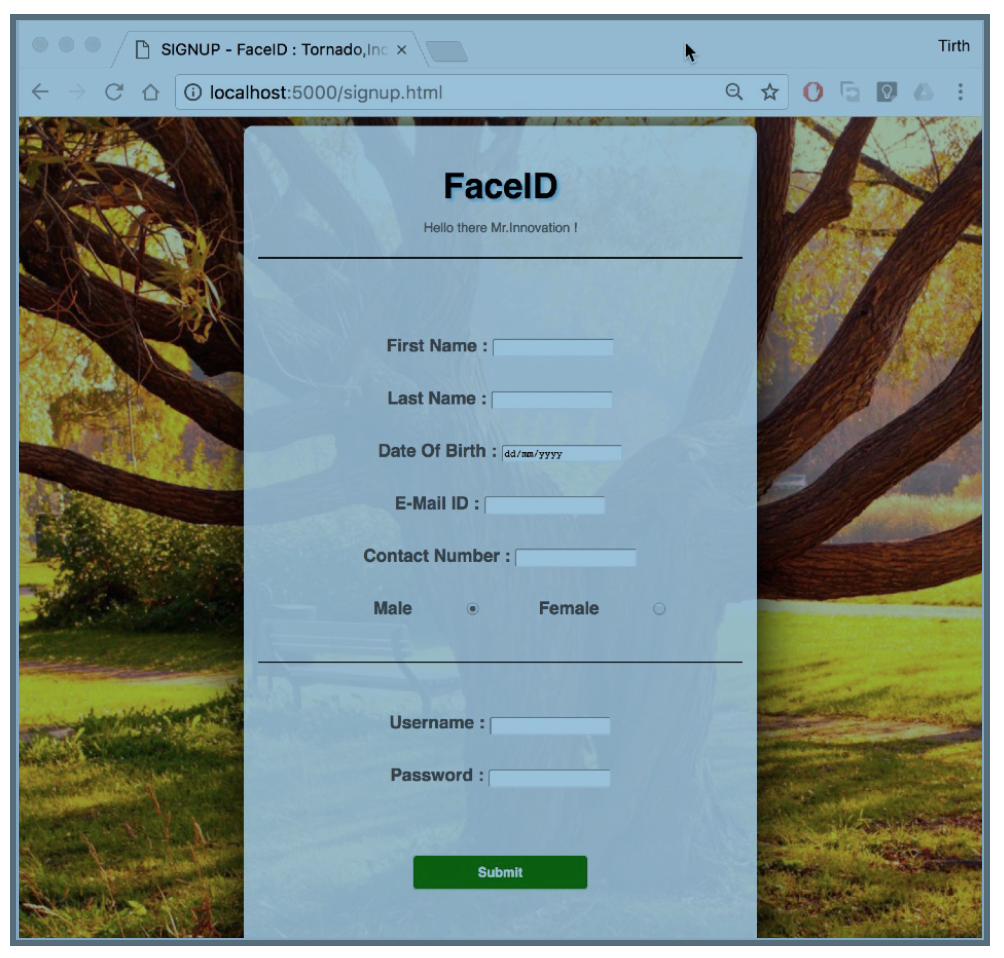 SIGNUP - FaceID : Tornado,Inc
Tirth
localhost:5000/signup.html
FaceID
Hello there Mr.Innovation !
First Name :
Last Name :
Date Of Birth : dd/mm/yyyy
E-Mail ID :
Contact Number :
Male Female
Username :
Password :
Submit